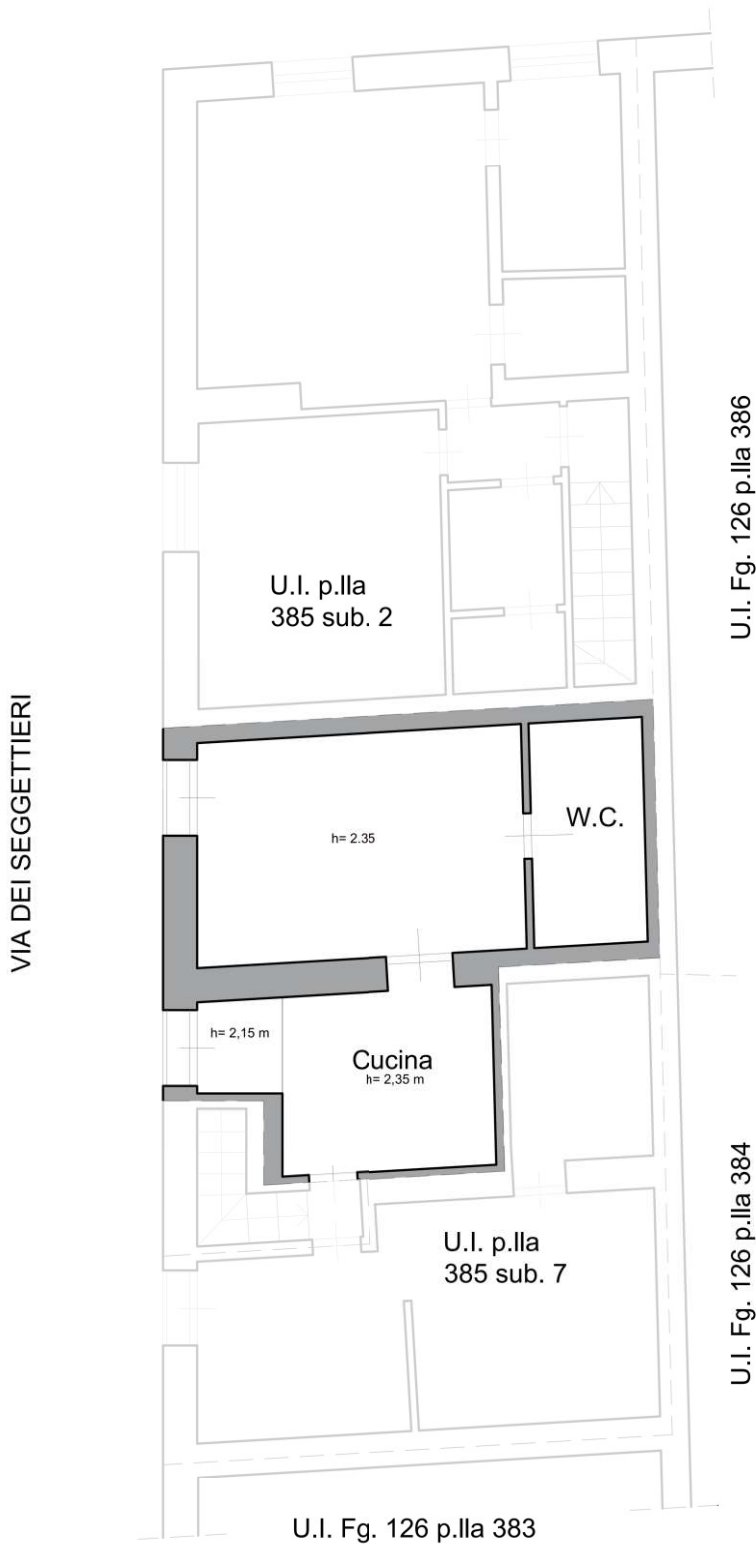 U.I. Fg. 126 p.lla 386
U.I. p.lla
385 sub. 2
VIA DEI SEGGETTIERI
W.C.
h= 2.35
h= 2,15 m
Cucina
h= 2,35 m
U.I. Fg. 126 p.lla 384
U.I. p.lla
385 sub. 7
U.I. Fg. 126 p.lla 383